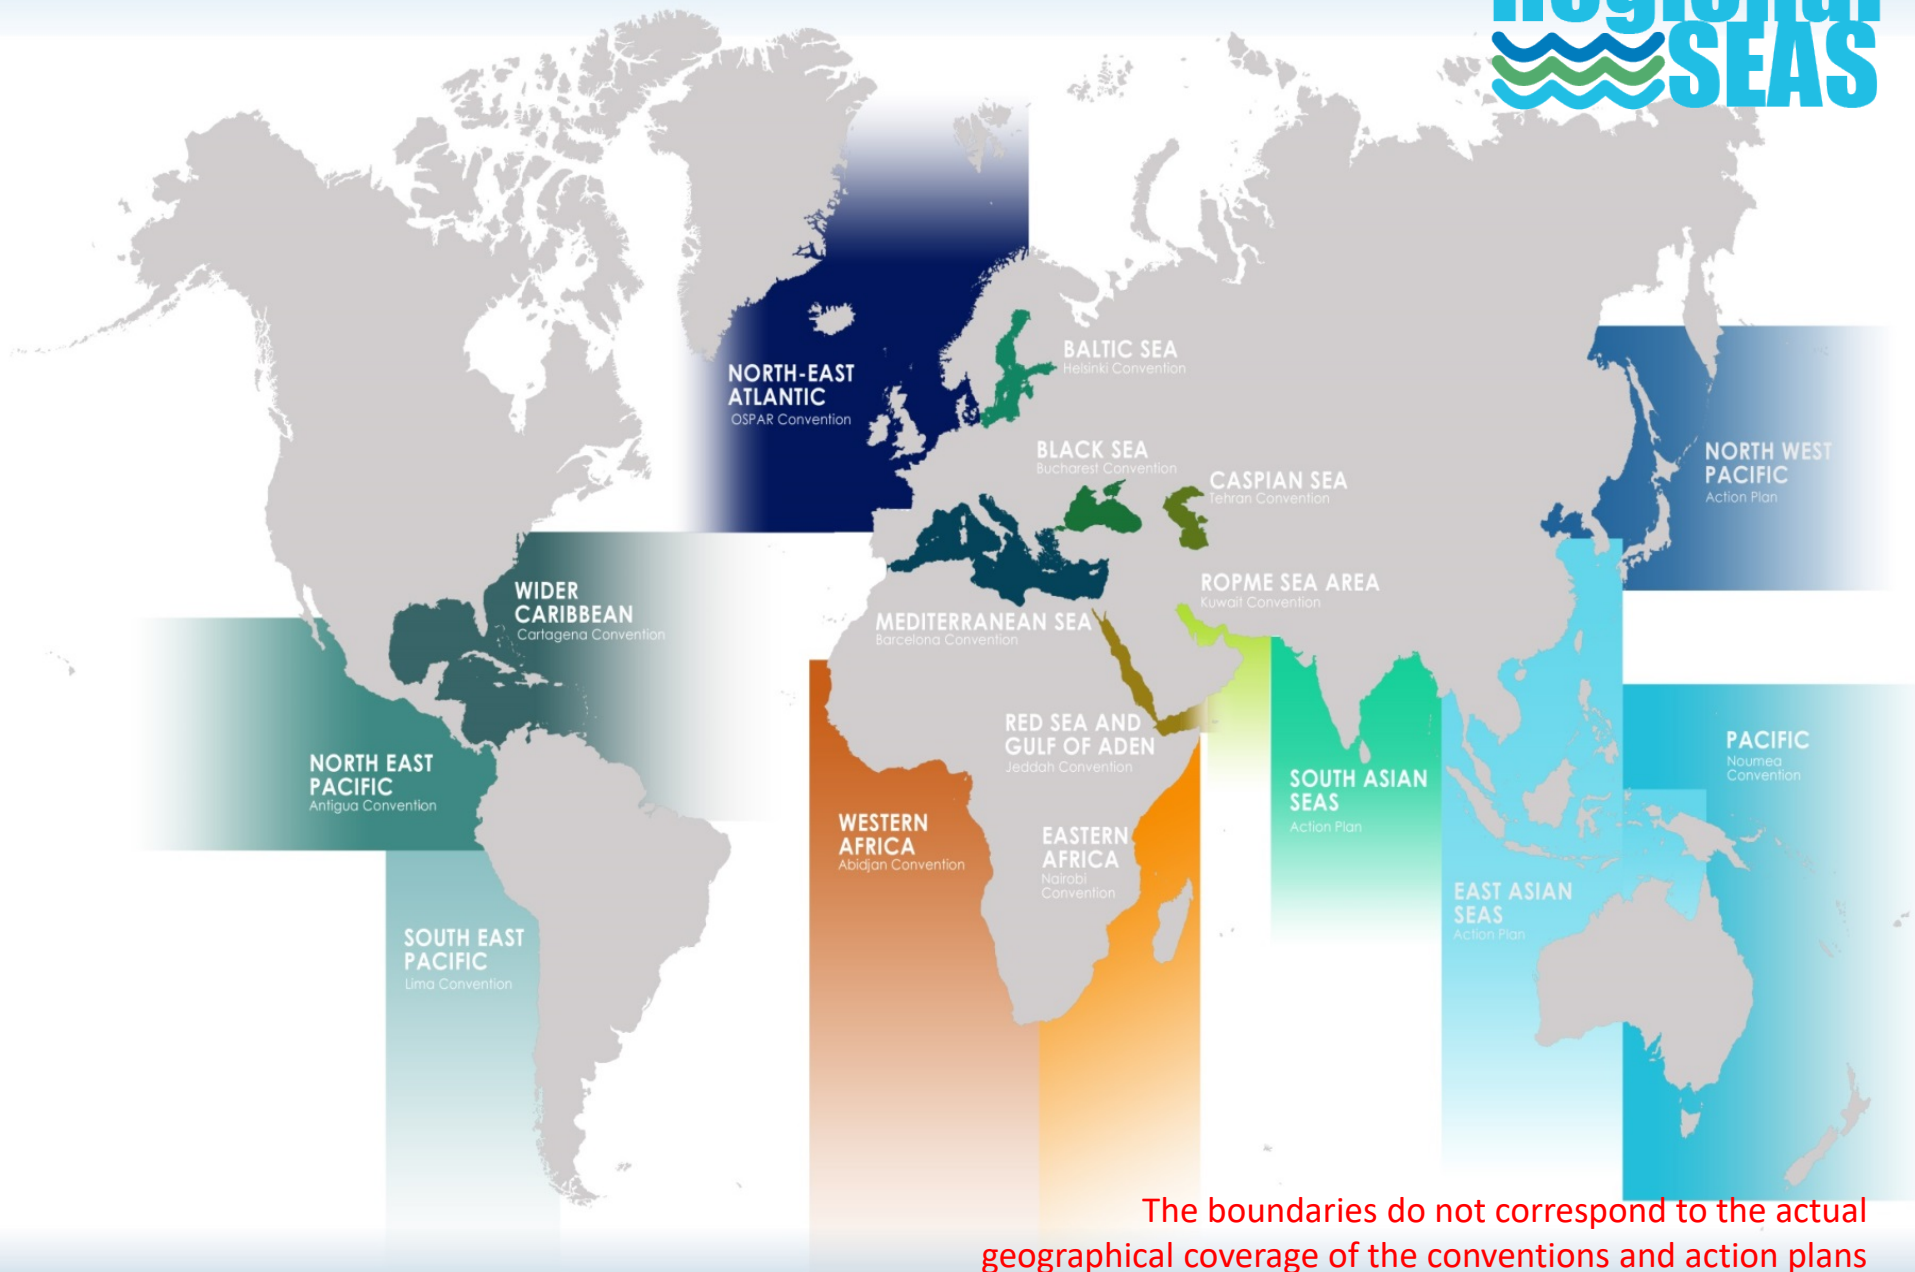 Regional
SEAS
NORTH-EAST
ATLANTIC
OSPAR Convention
BALTIC SEA
Helsinki Convention
BLACK SEA
Bucharest Convention
CASPIAN SEA
Tehran Convention
NORTH WEST
PACIFIC
Action Plan
WIDER
CARIBBEAN
Cartagena Convention
MEDITERRANEAN SEA
Barcelona Convention
ROPME SEA AREA
Kuwait Convention
NORTH EAST
PACIFIC
Antigua Convention
RED SEA AND
GULF OF ADEN
Jeddah Convention
SOUTH ASIAN
SEAS
Action Plan
PACIFIC
Noumea
Convention
WESTERN
AFRICA
Abidjan Convention
EASTERN
AFRICA
Nairobi
Convention
EAST ASIAN
SEAS
Action Plan
SOUTH EAST
PACIFIC
Lima Convention
The boundaries do not correspond to the actual
geographical coverage of the conventions and action plans